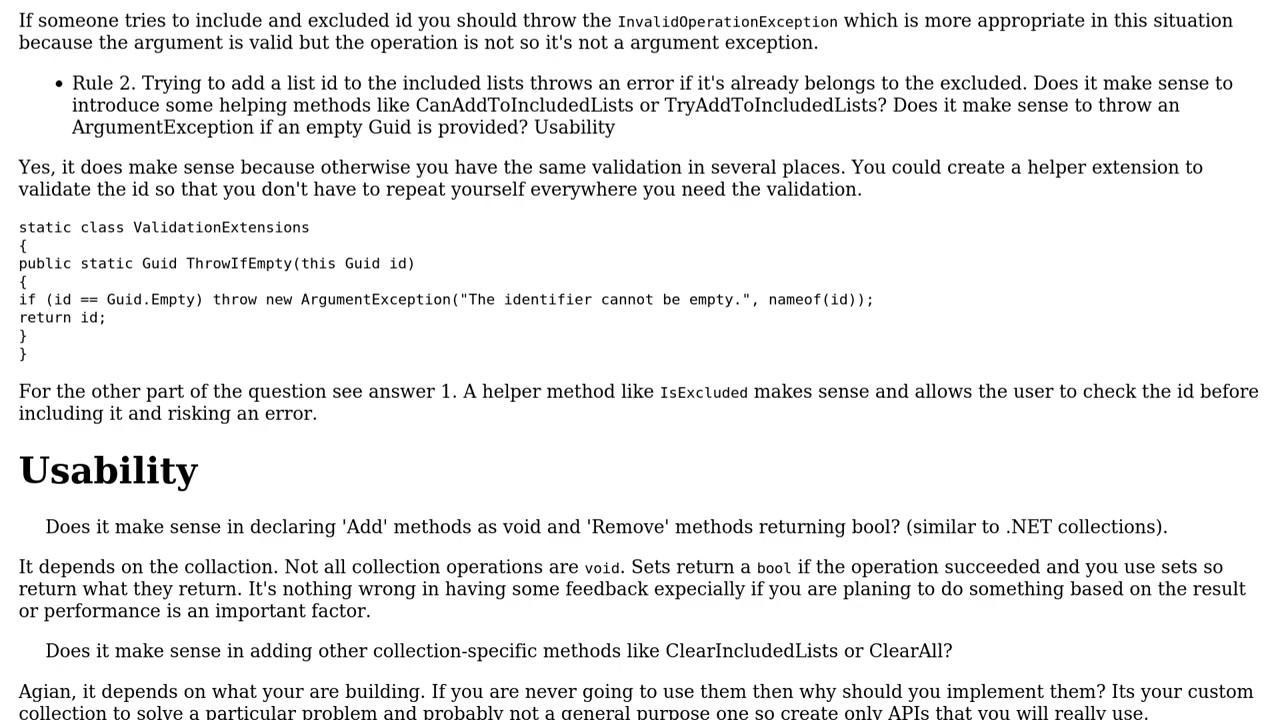 If someone tries to include and excluded id you should throw the InvalidOperationException which is more appropriate in this situation
because the argument is valid but the operation is not so it's not a argument exception.
• Rule 2. Trying to add a list id to the included lists throws an error if it's already belongs to the excluded. Does it make sense to
introduce some helping methods like CanAddToIncludedLists or TryAddToIncludedLists? Does it make sense to throw an
ArgumentException if an empty Guid is provided? Usability
Yes, it does make sense because otherwise you have the same validation in several places. You could create a helper extension to
validate the id so that you don't have to repeat yourself everywhere you need the validation.
static class ValidationExtensions
{
public static Guid ThrowIfEmpty(this Guid id)
{
if (id == Guid.Empty) throw new ArgumentException("The identifier cannot be empty.", nameof(id));
return id;
}
}
For the other part of the question see answer 1. A helper method like IsExcluded makes sense and allows the user to check the id before
including it and risking an error.
Usability
Does it make sense in declaring 'Add' methods as void and 'Remove' methods returning bool? (similar to .NET collections).
It depends on the collaction. Not all collection operations are void. Sets return a bool if the operation succeeded and you use sets so
return what they return. It's nothing wrong in having some feedback expecially if you are planing to do something based on the result
or performance is an important factor.
Does it make sense in adding other collection-specific methods like ClearIncludedLists or ClearAll?
Agian, it depends on what your are building. If you are never going to use them then why should you implement them? Its your custom
collection to solve a particular problem and probably not a general purpose one so create only APIs that you will really use.